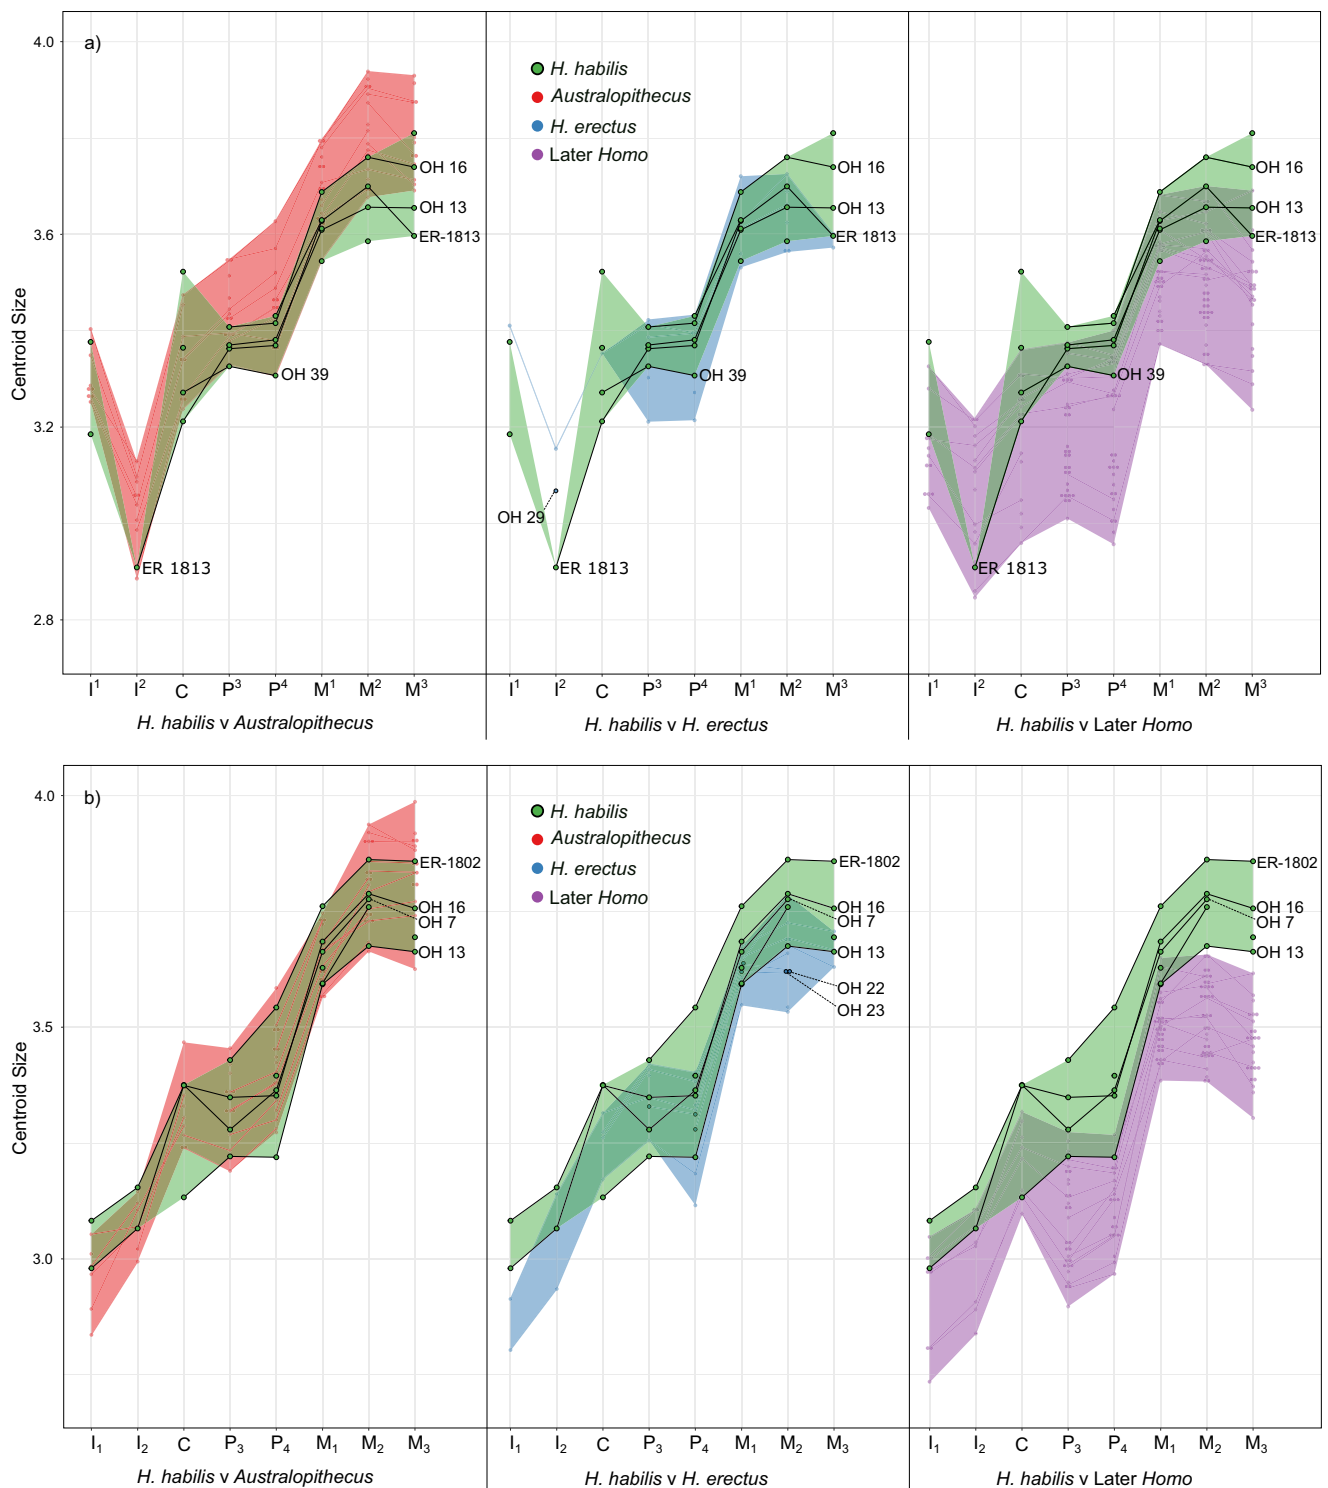 a)
4.0
3.6
3.2
2.8
Centroid Size
OH 16
OH 13
ER-1813
OH 39
ER 1813
I¹ I² C P³ P⁴ M¹ M² M³
H. habilis v Australopithecus
H. habilis
Australopithecus
H. erectus
Later Homo
OH 16
OH 13
ER 1813
OH 39
OH 29
ER 1813
I¹ I² C P³ P⁴ M¹ M² M³
H. habilis v H. erectus
OH 16
OH 13
ER-1813
OH 39
ER 1813
I¹ I² C P³ P⁴ M¹ M² M³
H. habilis v Later Homo
b)
4.0
3.5
3.0
Centroid Size
ER-1802
OH 16
OH 7
OH 13
I₁ I₂ C P₃ P₄ M₁ M₂ M₃
H. habilis v Australopithecus
H. habilis
Australopithecus
H. erectus
Later Homo
ER-1802
OH 16
OH 7
OH 13
OH 22
OH 23
I₁ I₂ C P₃ P₄ M₁ M₂ M₃
H. habilis v H. erectus
ER-1802
OH 16
OH 7
OH 13
I₁ I₂ C P₃ P₄ M₁ M₂ M₃
H. habilis v Later Homo